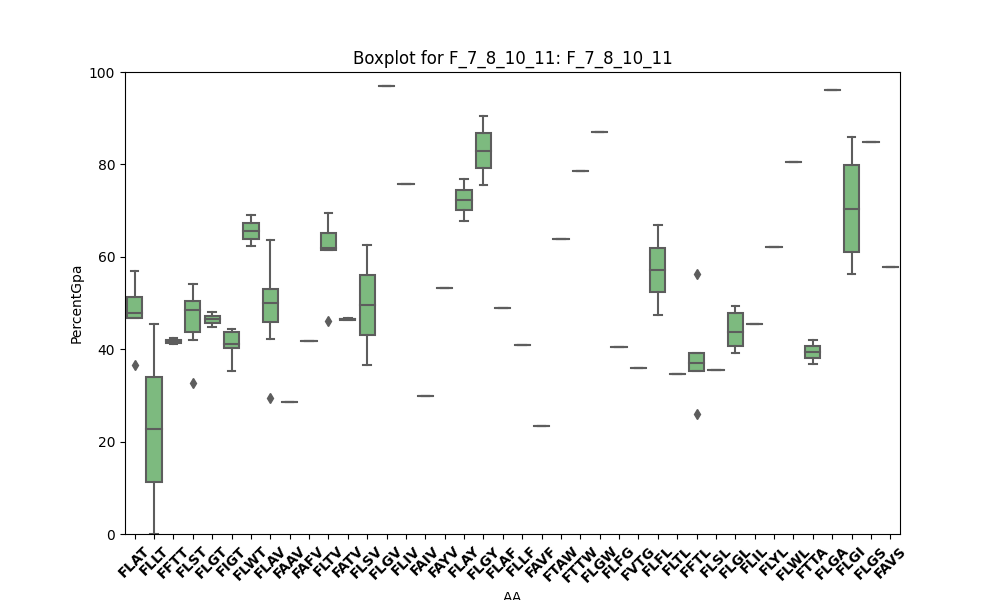 Boxplot for F_7_8_10_11: F_7_8_10_11
PercentGpa
100
80
60
40
20
0
FLAT
FLLT
FFTT
FLST
FLGT
FIGT
FLWT
FLAV
FAAV
FAFV
FLTV
FATV
FLSV
FLGV
FLIV
FAIV
FAYV
FLAY
FLGY
FLAF
FLLF
FAVF
FTAW
FTTW
FLGW
FLFG
FVTG
FLFL
FLTL
FFTL
FLSL
FLGL
FLIL
FLYL
FLWL
FTTA
FLGA
FLGI
FLGS
FAVS
AA